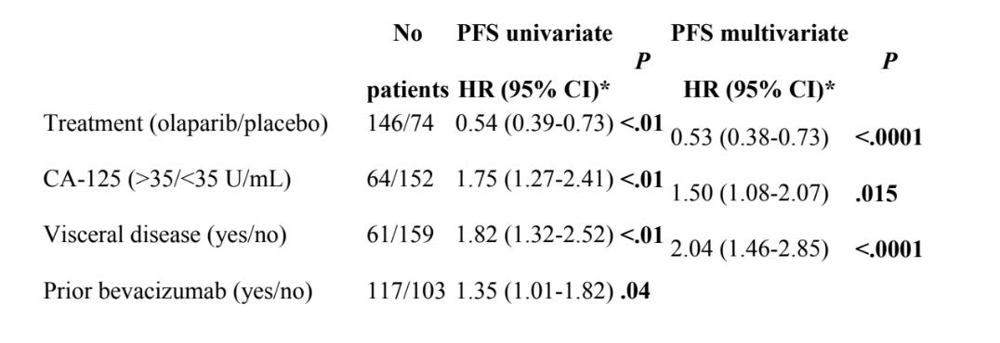 No PFS univariate PFS multivariate
P P
patients HR (95% CI)* HR (95% CI)*
Treatment (olaparib/placebo) 146/74 0.54 (0.39-0.73) <.01 0.53 (0.38-0.73) <.0001
CA-125 (>35/<35 U/mL) 64/152 1.75 (1.27-2.41) <.01 1.50 (1.08-2.07) .015
Visceral disease (yes/no) 61/159 1.82 (1.32-2.52) <.01 2.04 (1.46-2.85) <.0001
Prior bevacizumab (yes/no) 117/103 1.35 (1.01-1.82) .04